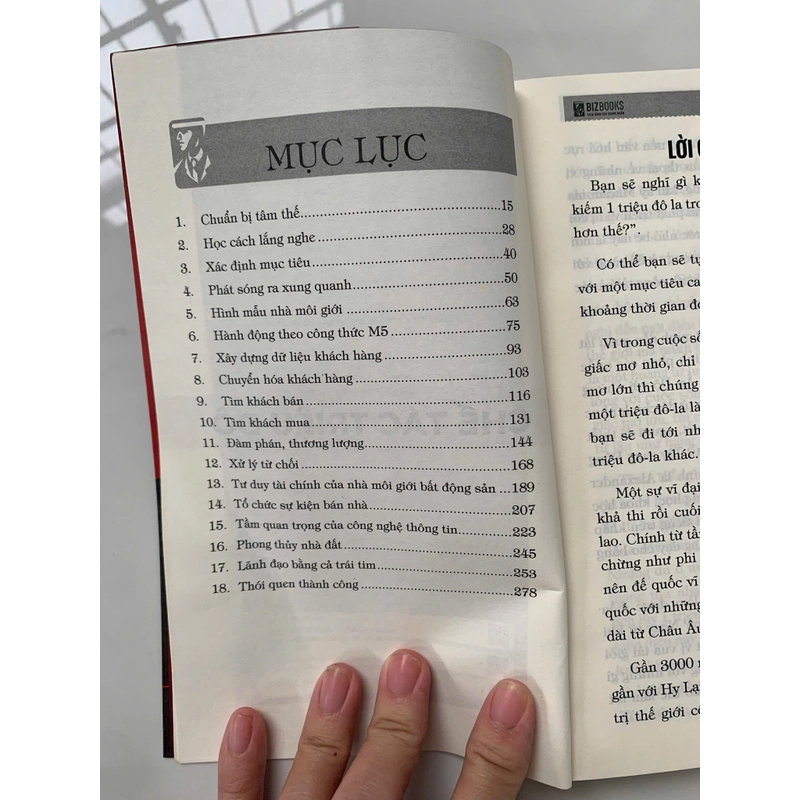 MỤC LỤC
1. Chuẩn bị tâm thế...15
2. Học cách lắng nghe...28
3. Xác định mục tiêu...40
4. Phát sóng ra xung quanh...50
5. Hình mẫu nhà môi giới...63
6. Hành động theo công thức M5...75
7. Xây dựng dữ liệu khách hàng...93
8. Chuyển hóa khách hàng...103
9. Tìm khách bán...116
10. Tìm khách mua...131
11. Đàm phán, thương lượng...144
12. Xử lý từ chối...168
13. Tư duy tài chính của nhà môi giới bất động sản...189
14. Tổ chức sự kiện bán nhà...207
15. Tầm quan trọng của công nghệ thông tin...223
16. Phong thủy nhà đất...245
17. Lãnh đạo bằng cả trái tim...253
18. Thói quen thành công...278
BIZBOOKS
LỜI
Bạn sẽ nghĩ gì
kiếm 1 triệu đô la
hơn thế?".
Có thể bạn sẽ
với một mục tiêu
khoảng thời gian
Vì trong cuộc
giấc mơ nhỏ, chỉ
mơ lớn thì chúng
một triệu đô-la là
bạn sẽ đi tới
triệu đô-la khác.
Một sự vĩ đại
khả thi rồi cuối
lao. Chính từ
chừng như phi
nên đế quốc vĩ
quốc với những
dài từ Châu Âu
Gần 3000
gần với Hy Lạ
trị thế giới